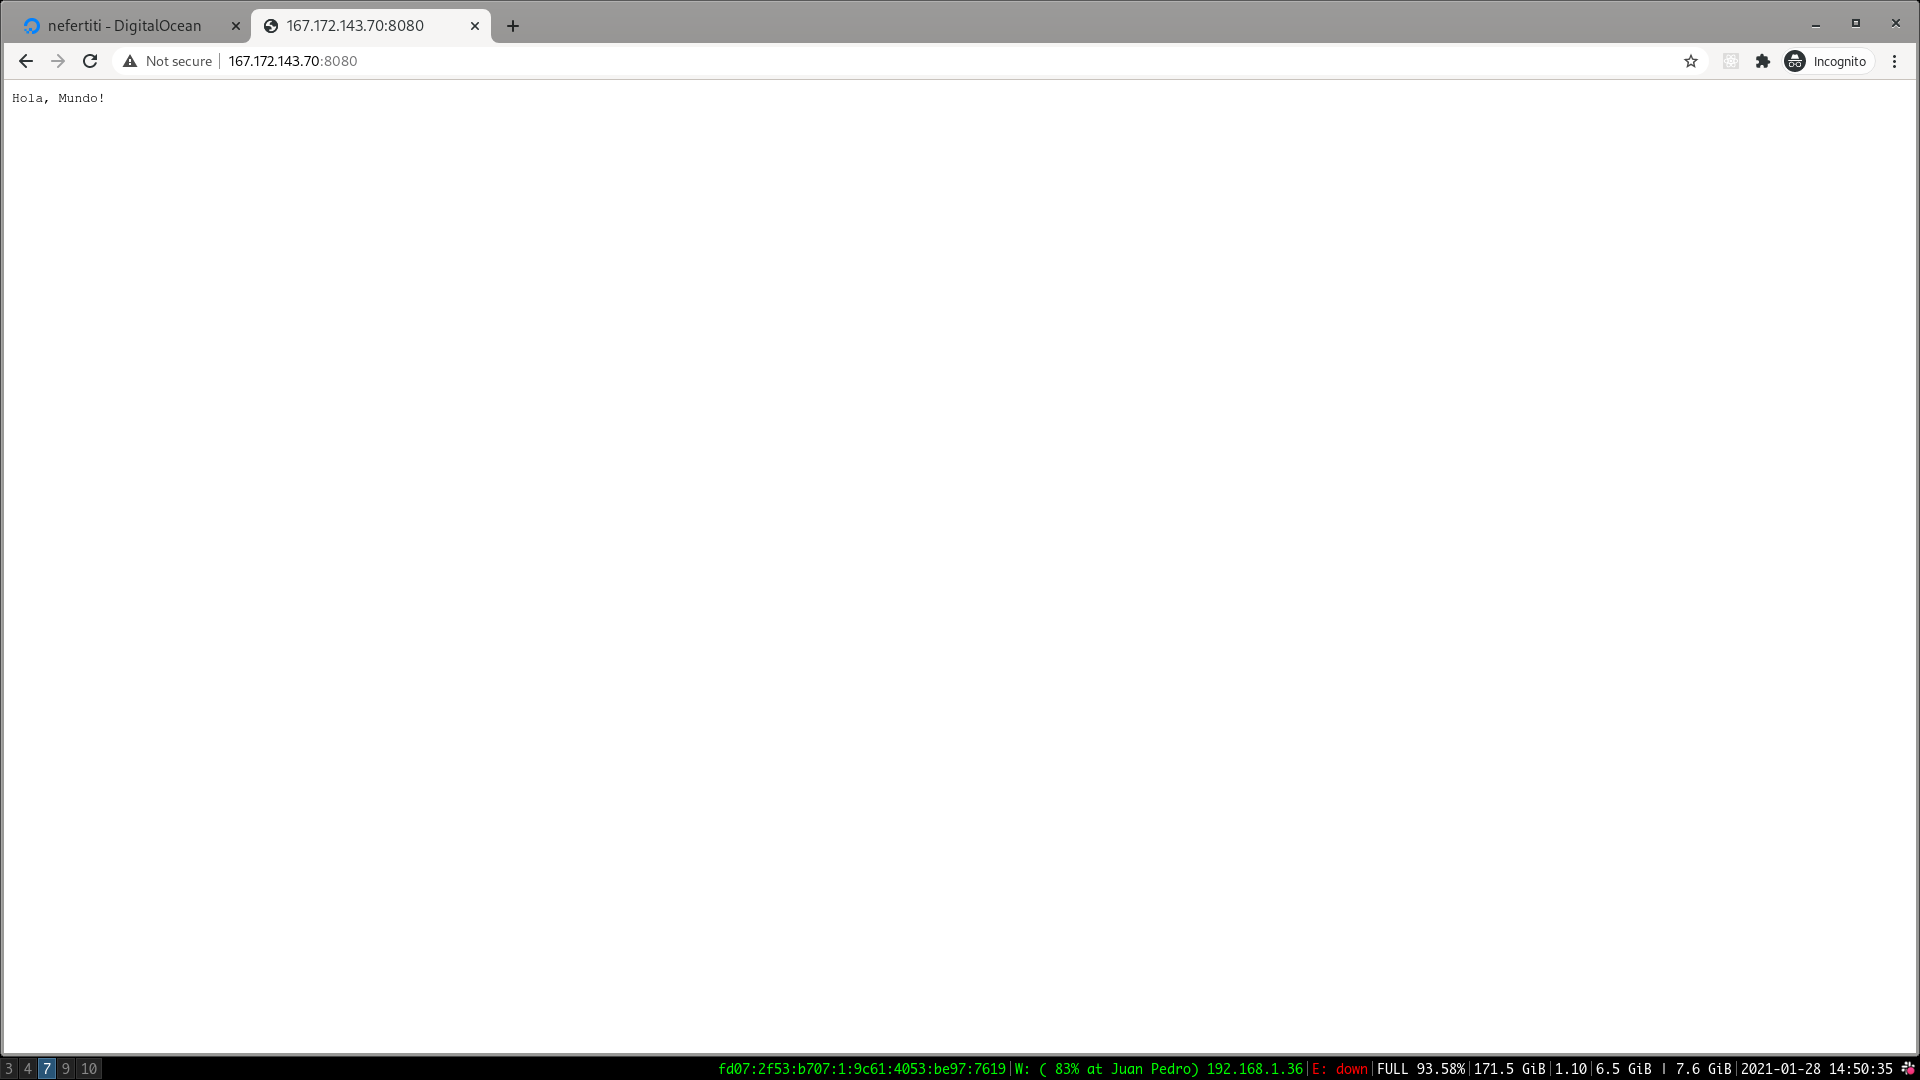 nefertiti - DigitalOcean
167.172.143.70:8080
Not secure
167.172.143.70:8080
Incognito
Hola, Mundo!
3 4 7 9 10
fd07:2f53:b707:1:9c61:4053:be97:7619|W: ( 83% at Juan Pedro) 192.168.1.36|E: down|FULL 93.58%|171.5 GiB|1.10|6.5 GiB | 7.6 GiB|2021-01-28 14:50:35